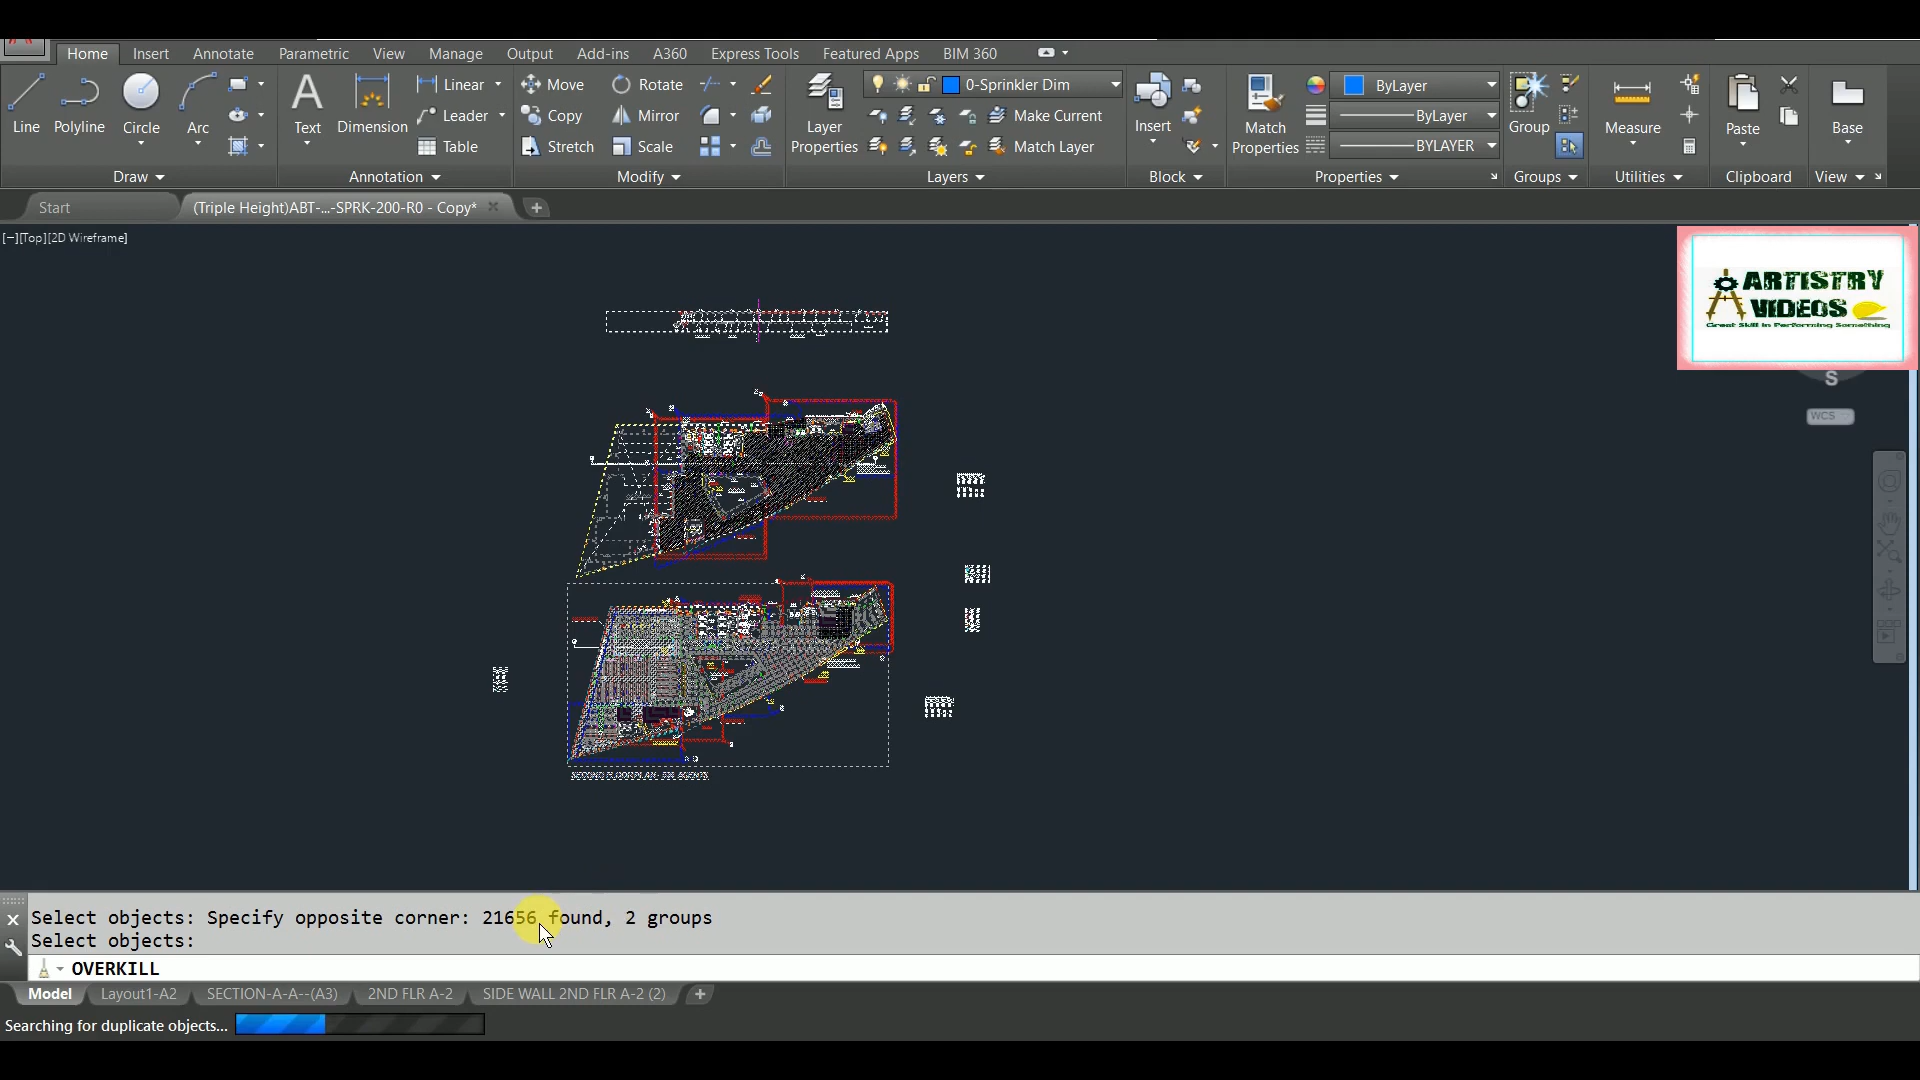 Home Insert Annotate Parametric View Manage Output Add-ins A360 Express Tools Featured Apps BIM 360
Line Polyline Circle Arc
Draw
Text Dimension
Linear
Leader
Table
Annotation
Move Rotate
Copy Mirror
Stretch Scale
Modify
Layer
Properties
0-Sprinkler Dim
Make Current
Match Layer
Layers
Insert
Block
Match
Properties
ByLayer
ByLayer
BYLAYER
Properties
Group
Groups
Measure
Utilities
Paste
Clipboard
Base
View
Start (Triple Height)ABT-...-SPRK-200-R0 - Copy*
[−][Top][2D Wireframe]
ARTISTRY
VIDEOS
Great Skill in Performing Something
S
WCS
Select objects: Specify opposite corner: 21656 found, 2 groups
Select objects:
OVERKILL
Model Layout1-A2 SECTION-A-A--(A3) 2ND FLR A-2 SIDE WALL 2ND FLR A-2 (2)
Searching for duplicate objects...